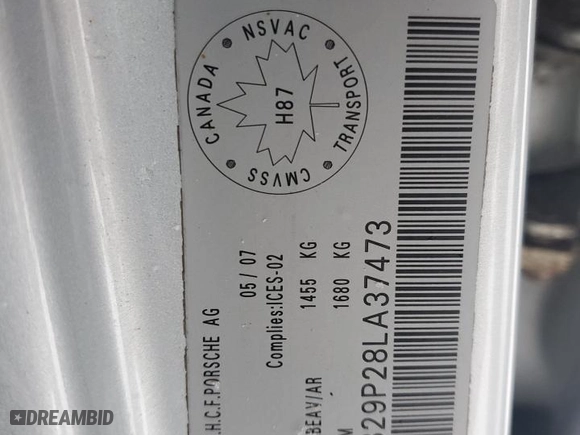 NSVAC
TRANSPORT
CMVSS
CANADA
H87
.H.C.F.PORSCHE AG
05/07
Complies:ICES-02
BEAV/AR
1455 KG
1680 KG
M
29P28LA37473
DREAMBID